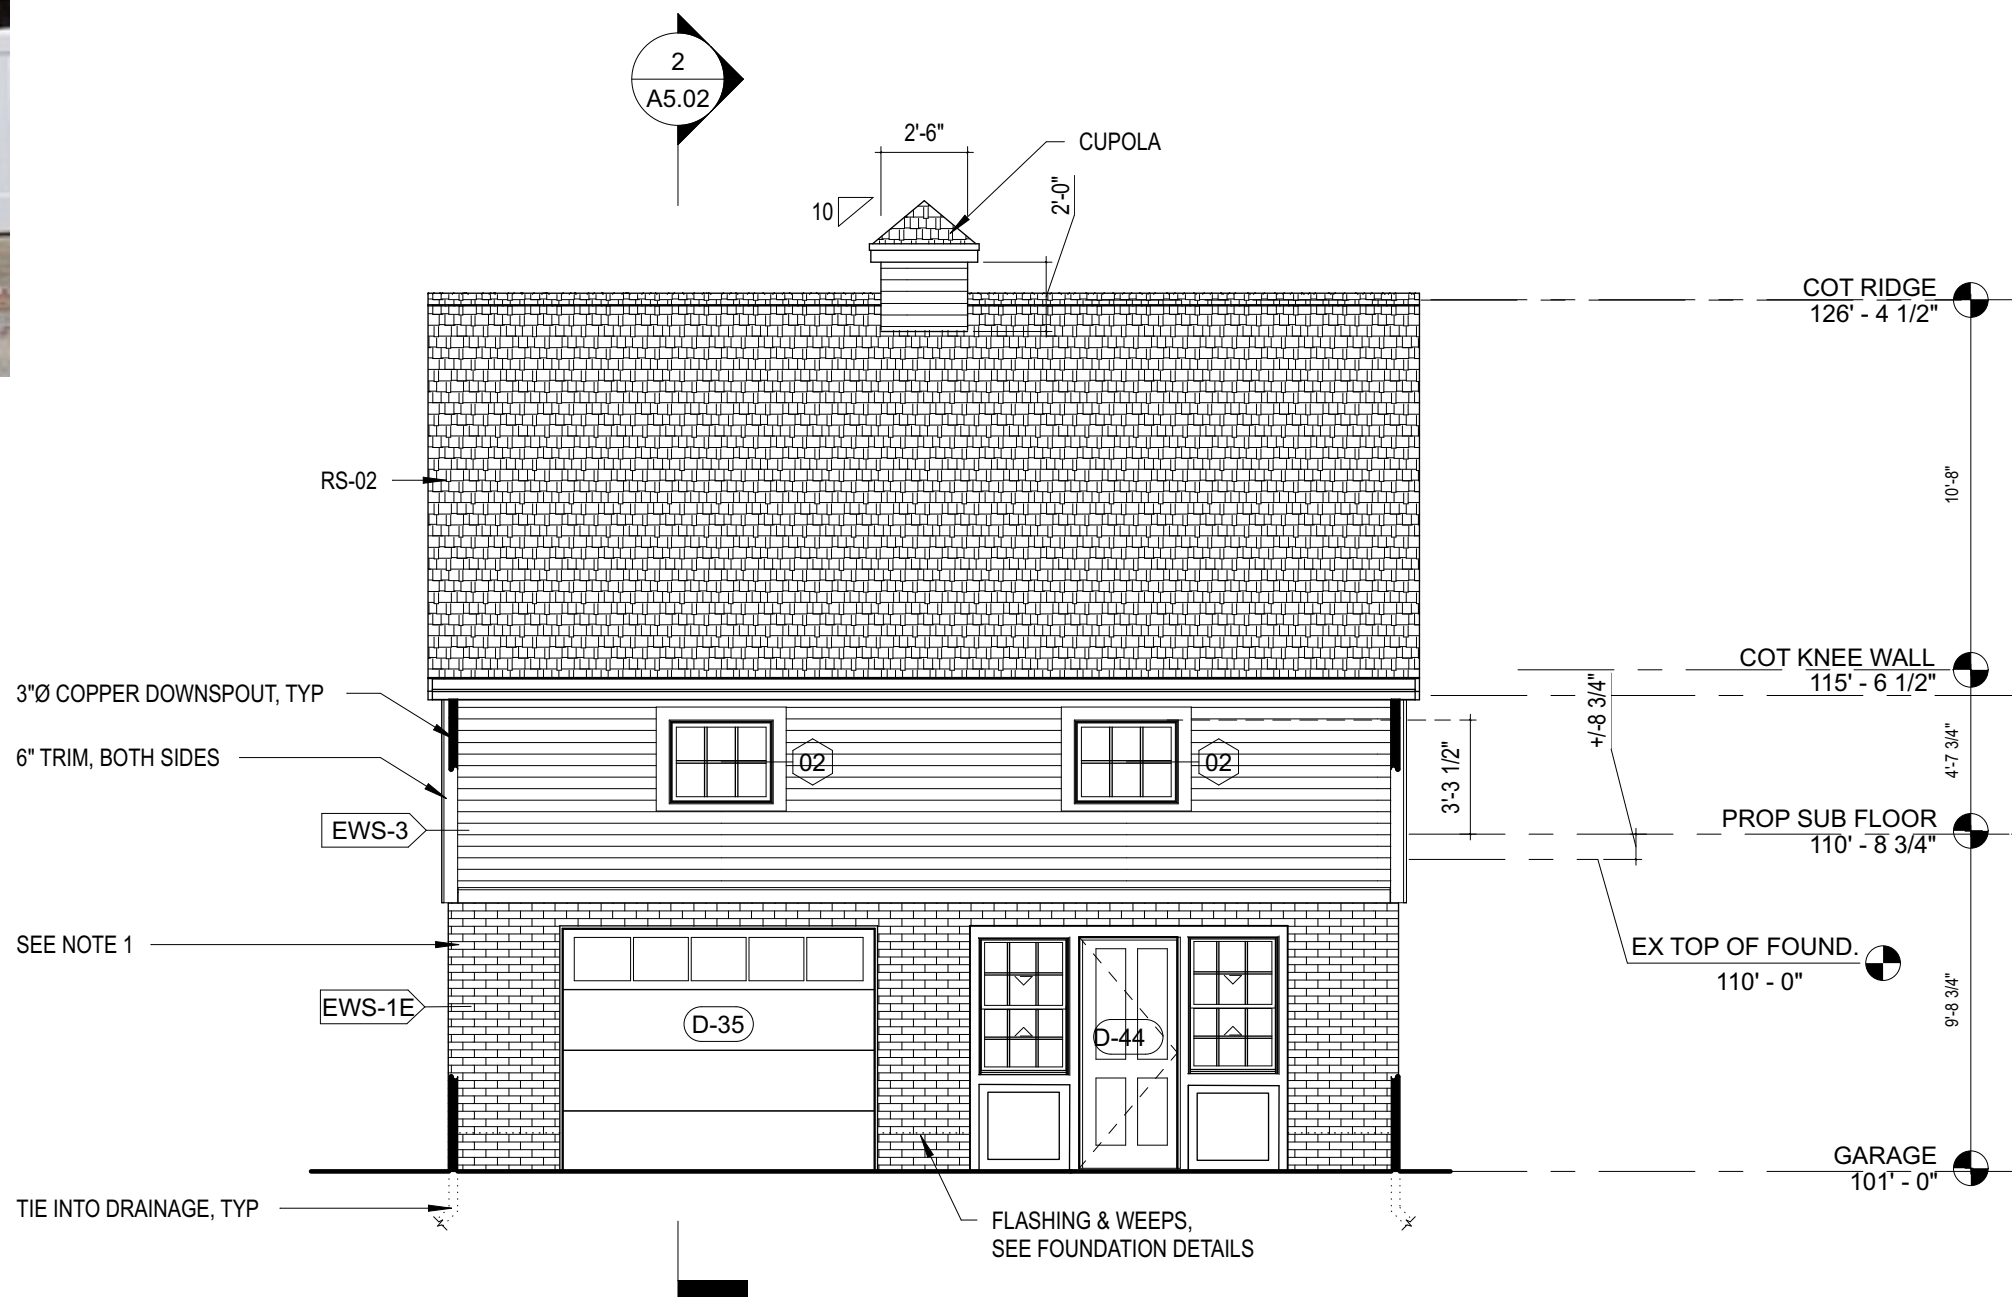 2
A5.02
2'-6"
CUPOLA
2'-0"
10
COT RIDGE
126' - 4 1/2"
RS-02
10'-8"
COT KNEE WALL
115' - 6 1/2"
3"Ø COPPER DOWNSPOUT, TYP
+/-8 3/4"
6" TRIM, BOTH SIDES
02
02
3'-3 1/2"
4'-7 3/4"
EWS-3
PROP SUB FLOOR
110' - 8 3/4"
SEE NOTE 1
EX TOP OF FOUND.
110' - 0"
EWS-1E
D-35
D-44
9'-8 3/4"
GARAGE
101' - 0"
TIE INTO DRAINAGE, TYP
FLASHING & WEEPS,
SEE FOUNDATION DETAILS